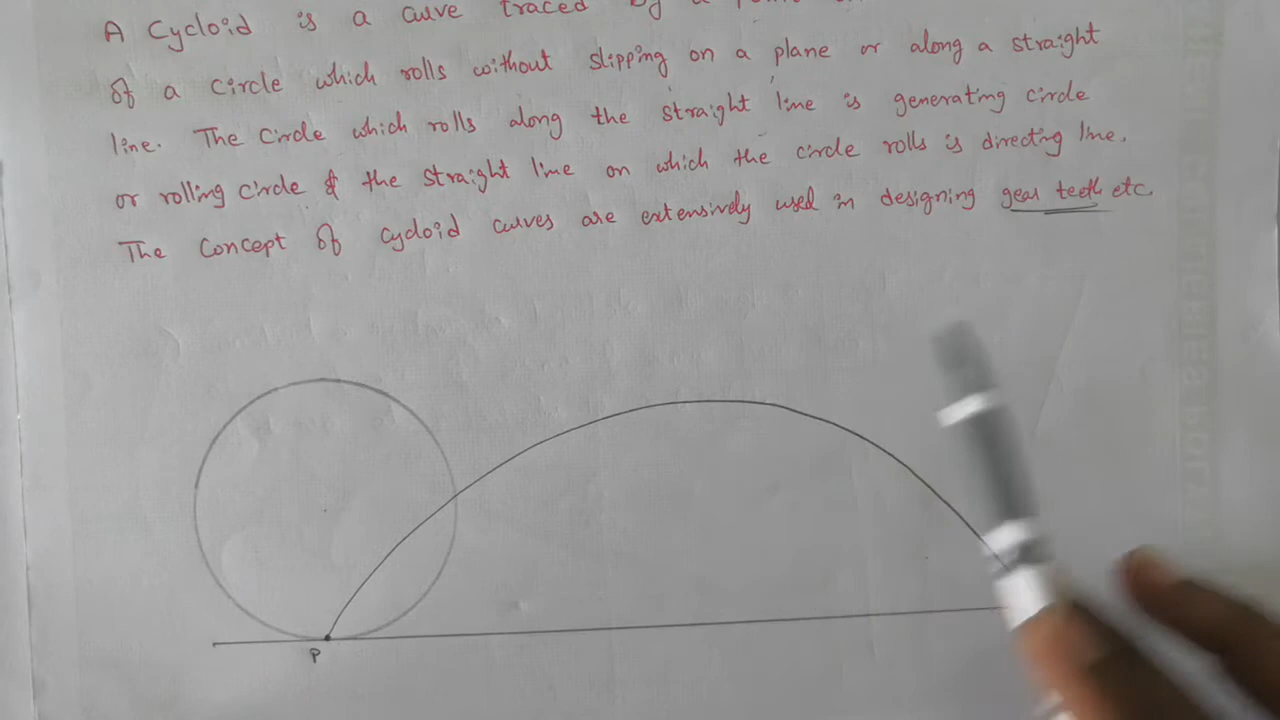 A Cycloid is a curve traced by a point
of a circle which rolls without slipping on a plane or along a straight
line. The Circle which rolls along the straight line is generating circle
or rolling circle & the straight line on which the circle rolls is directing line.
The Concept of cycloid curves are extensively used in designing gear teeth etc
P